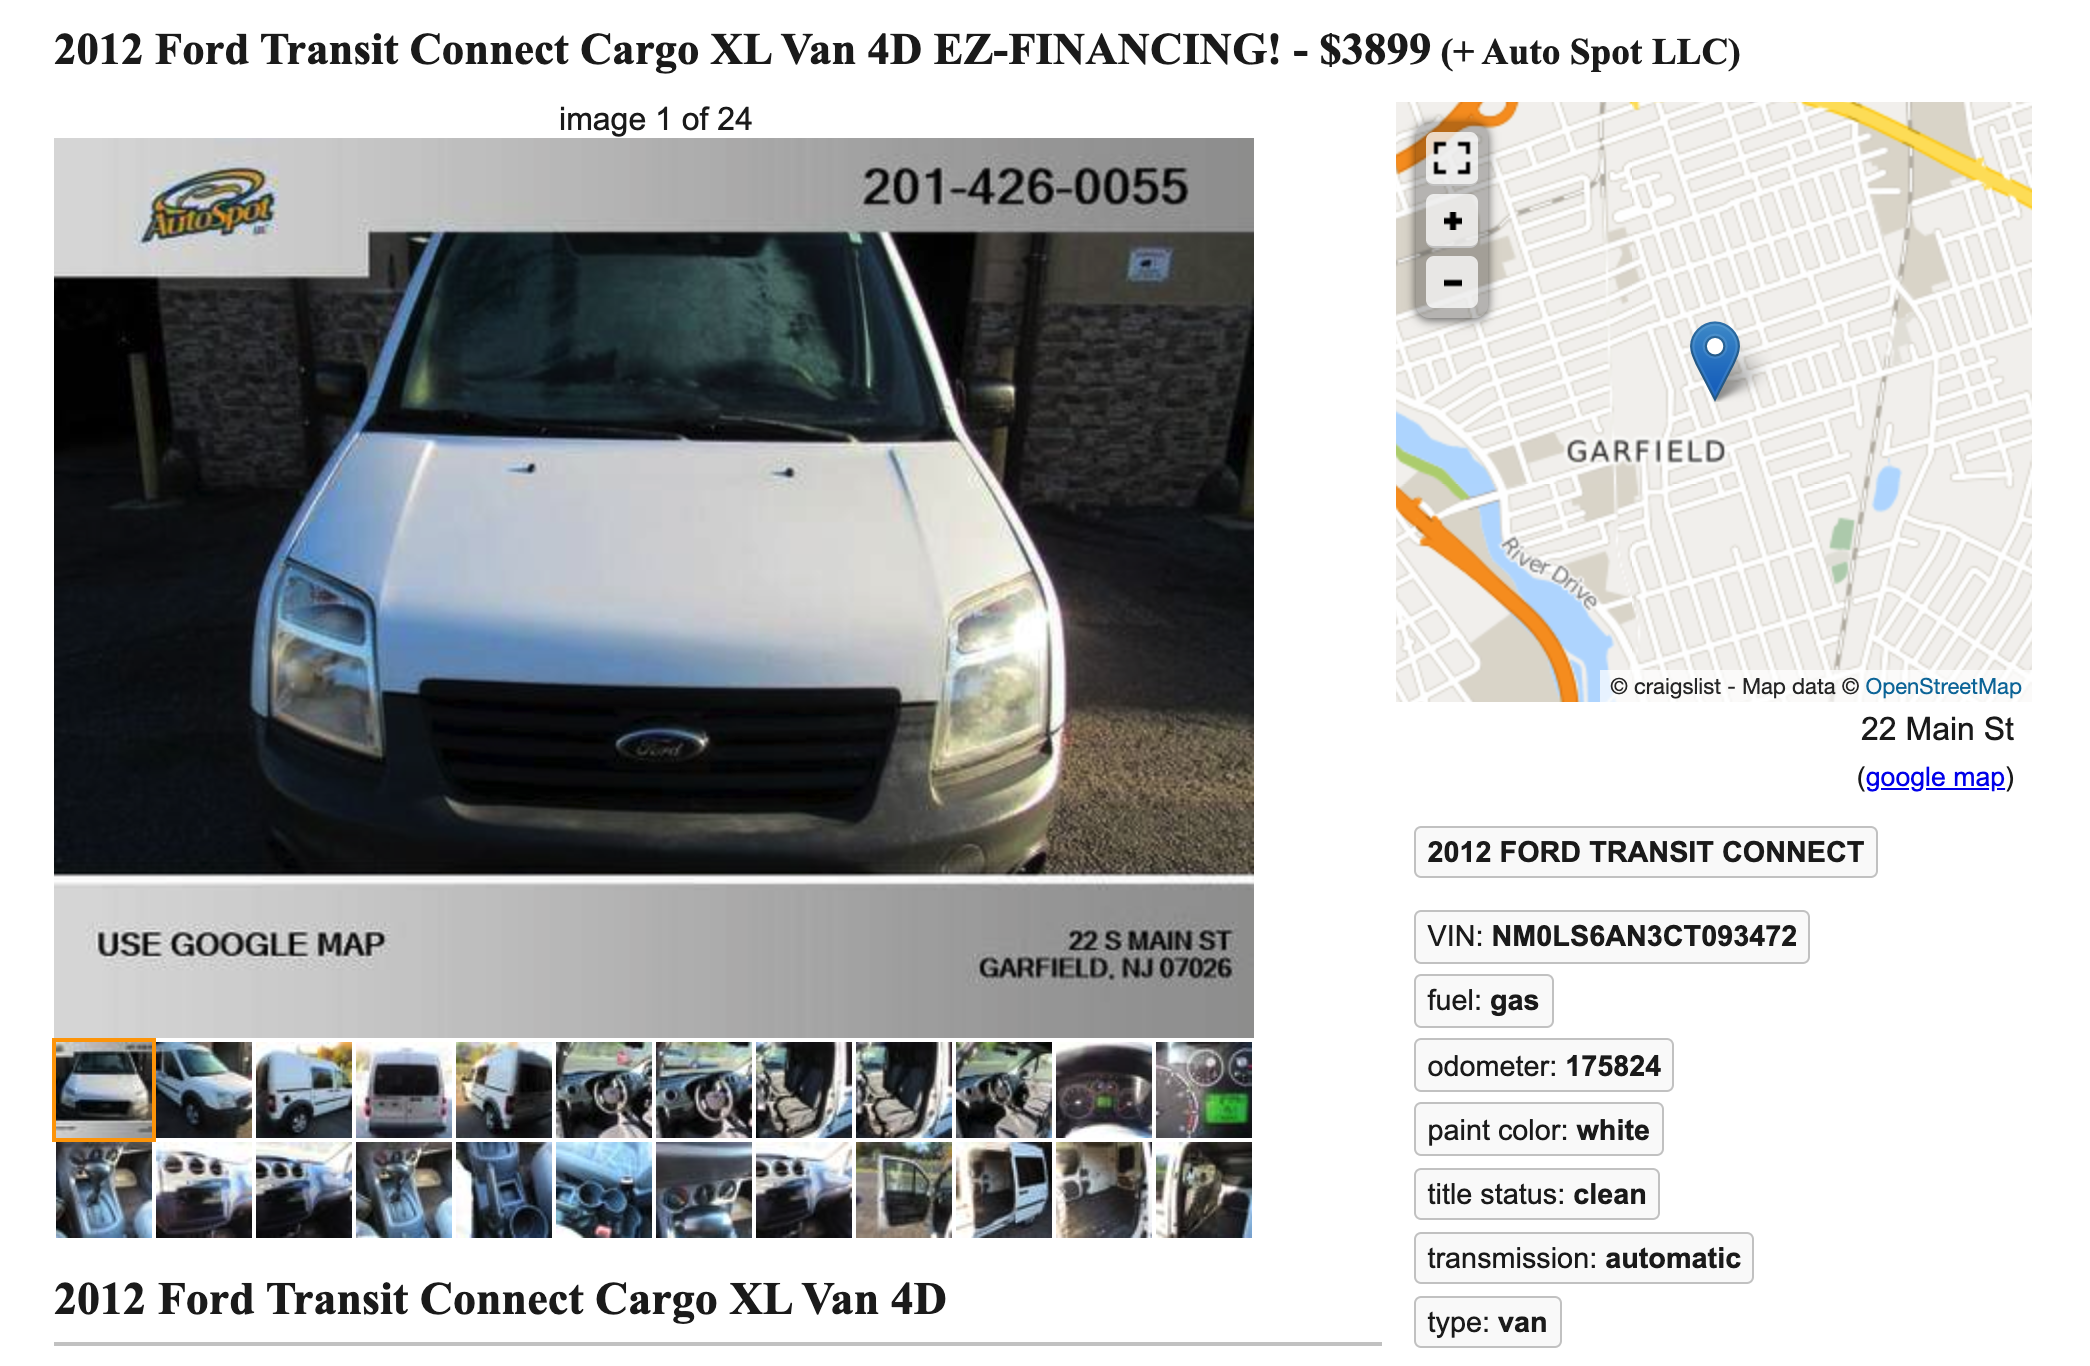 2012 Ford Transit Connect Cargo XL Van 4D EZ-FINANCING! - $3899 (+ Auto Spot LLC)
image 1 of 24
AutoSpot
201-426-0055
Ford
USE GOOGLE MAP
22 S MAIN ST
GARFIELD, NJ 07026
+
-
GARFIELD
River Drive
© craigslist - Map data © OpenStreetMap
22 Main St
(google map)
2012 FORD TRANSIT CONNECT
VIN: NM0LS6AN3CT093472
fuel: gas
odometer: 175824
paint color: white
title status: clean
transmission: automatic
type: van
2012 Ford Transit Connect Cargo XL Van 4D